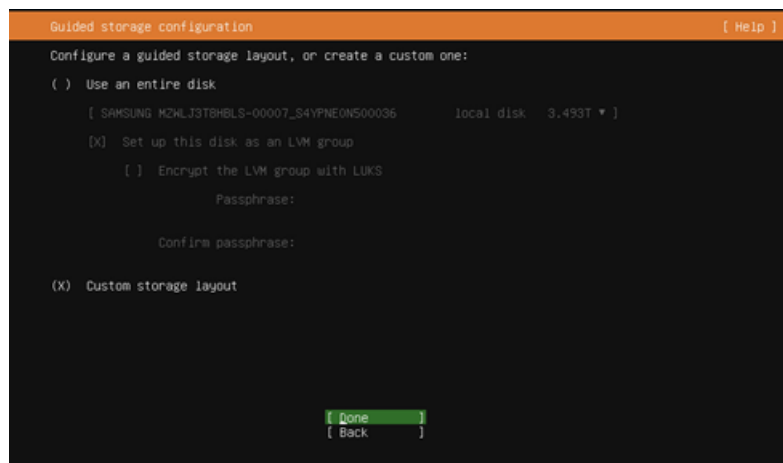 Guided storage configuration [ Help ]
Configure a guided storage layout, or create a custom one:
( ) Use an entire disk
[ SAMSUNG MZWLJ3T8HBLS-00007_S4YPNE0N500036 local disk 3.493T ▾ ]
[X] Set up this disk as an LVM group
[ ] Encrypt the LVM group with LUKS
Passphrase:
Confirm passphrase:
(X) Custom storage layout
[ Done ]
[ Back ]